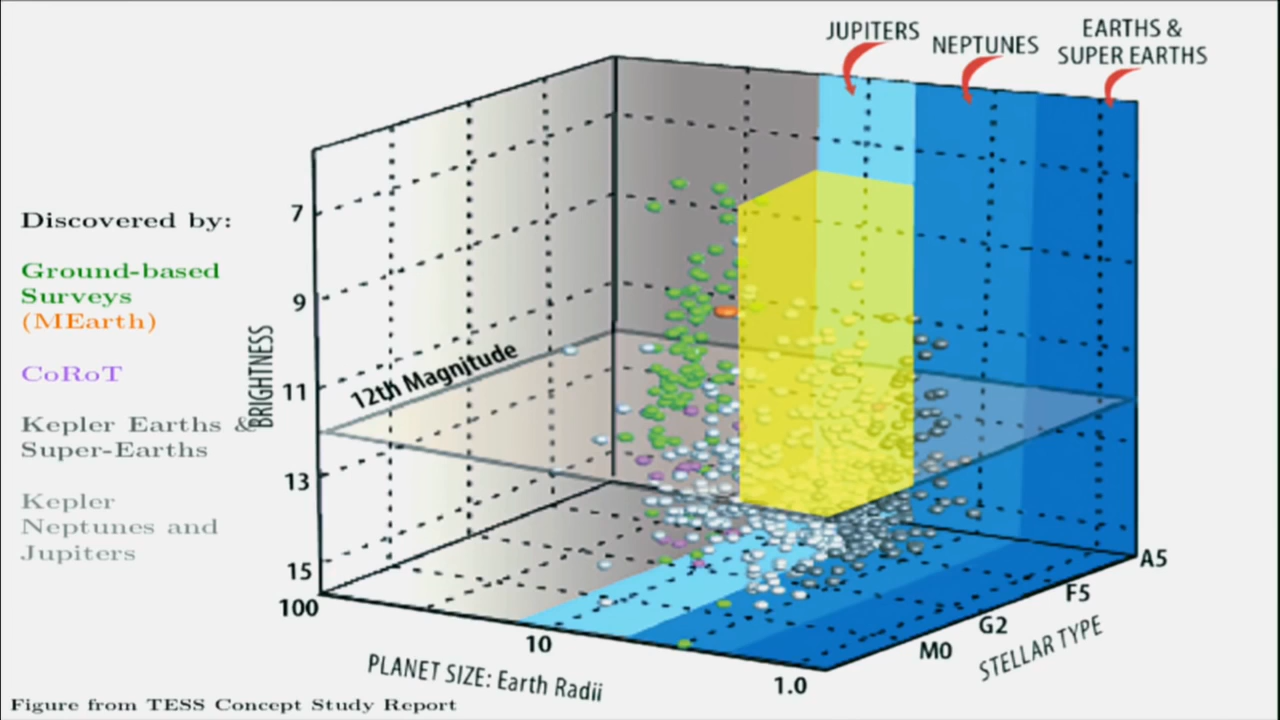 JUPITERS
NEPTUNES
EARTHS &
SUPER EARTHS
Discovered by:
Ground-based
Surveys
(MEarth)
CoRoT
Kepler Earths &
Super-Earths
Kepler
Neptunes and
Jupiters
BRIGHTNESS
7
9
11
13
15
12th Magnitude
100
10
1.0
PLANET SIZE: Earth Radii
M0
G2
F5
A5
STELLAR TYPE
Figure from TESS Concept Study Report